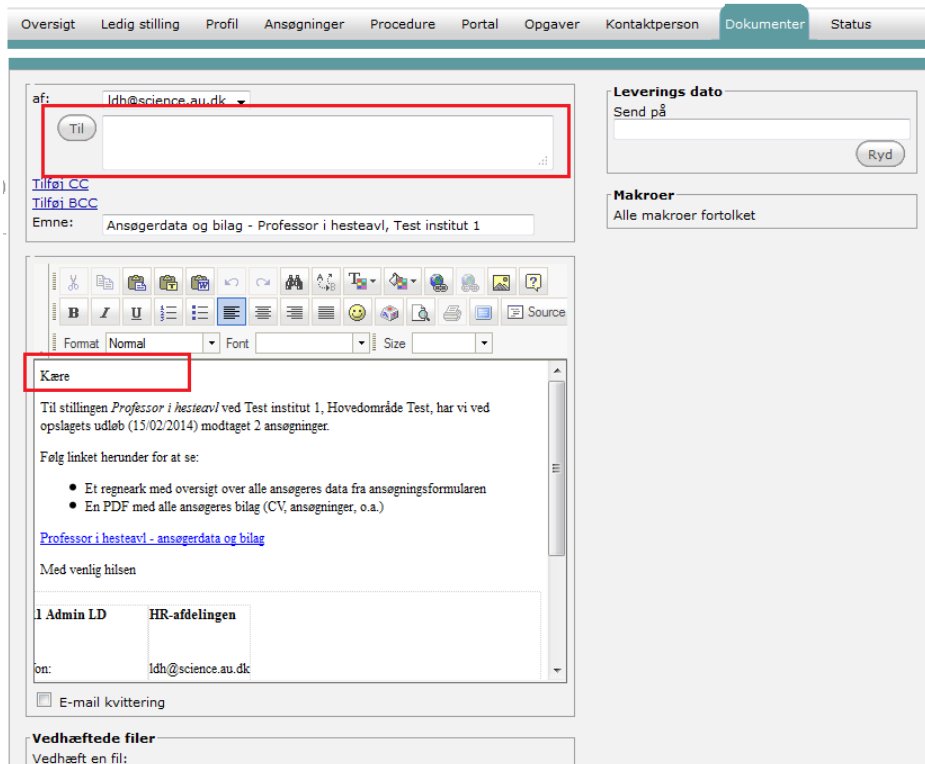 Oversigt Ledig stilling Profil Ansøgninger Procedure Portal Opgaver Kontaktperson Dokumenter Status
af: ldh@science.au.dk
Til
Tilføj CC
Tilføj BCC
Emne: Ansøgerdata og bilag - Professor i hesteavl, Test institut 1
Leverings dato
Send på
Ryd
Makroer
Alle makroer fortolket
B I U Source
Format Normal Font Size
Kære
Til stillingen Professor i hesteavl ved Test institut 1, Hovedområde Test, har vi ved
opslagets udløb (15/02/2014) modtaget 2 ansøgninger.
Følg linket herunder for at se:
Et regneark med oversigt over alle ansøgeres data fra ansøgningsformularen
En PDF med alle ansøgeres bilag (CV, ansøgninger, o.a.)
Professor i hesteavl - ansøgerdata og bilag
Med venlig hilsen
1 Admin LD HR-afdelingen
fon: ldh@science.au.dk
E-mail kvittering
Vedhæftede filer
Vedhæft en fil: